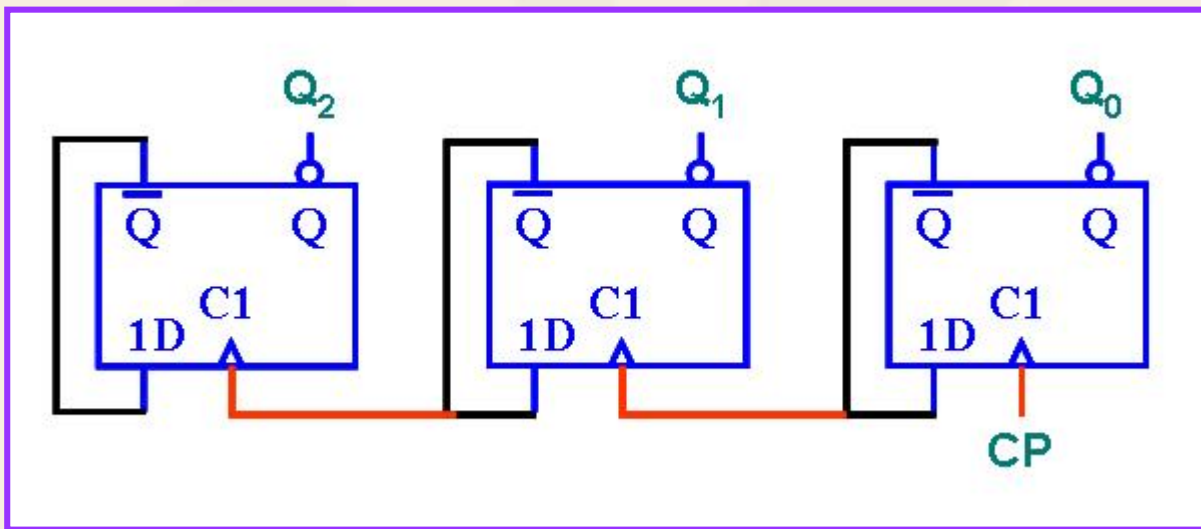 Q₂ Q₁ Q₀
Q̅ Q Q̅ Q Q̅ Q
C1 C1 C1
1D 1D 1D
CP